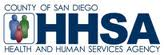 COUNTY OF SAN DIEGO
HHSA
HEALTH AND HUMAN SERVICES AGENCY